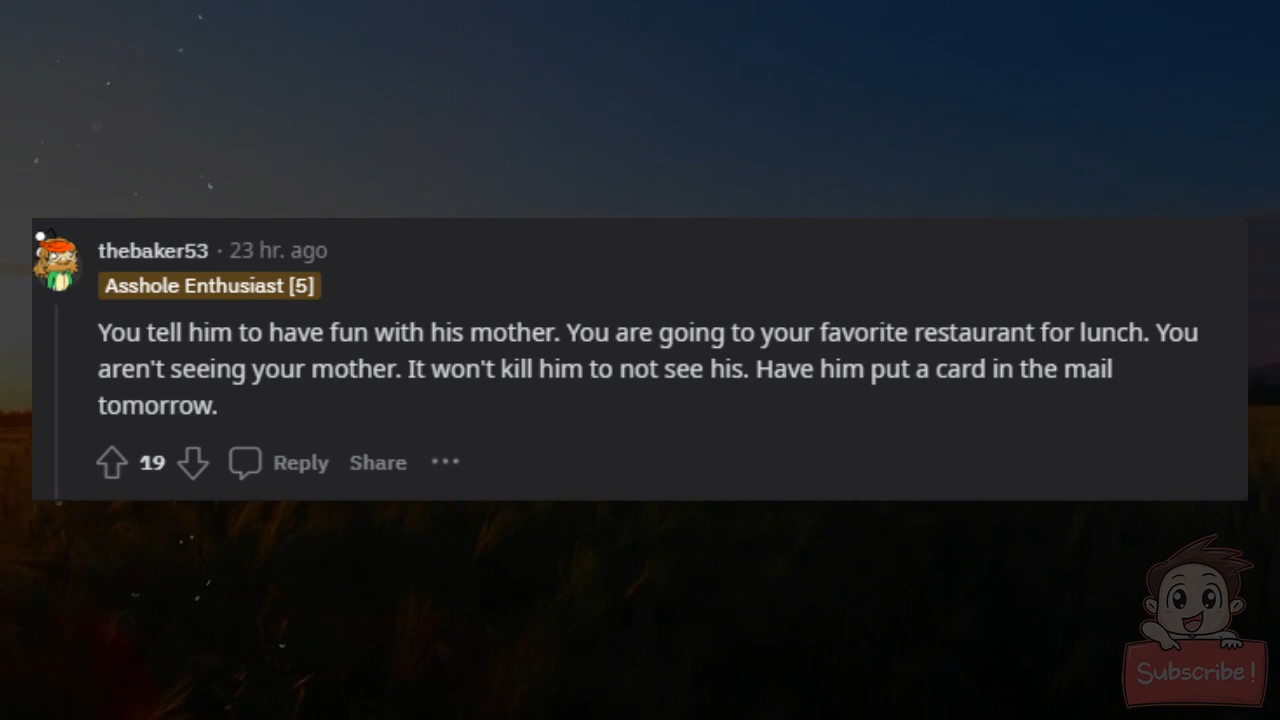 thebaker53 · 23 hr. ago
Asshole Enthusiast [5]
You tell him to have fun with his mother. You are going to your favorite restaurant for lunch. You
aren't seeing your mother. It won't kill him to not see his. Have him put a card in the mail
tomorrow.
19 Reply Share ···
Subscribe!